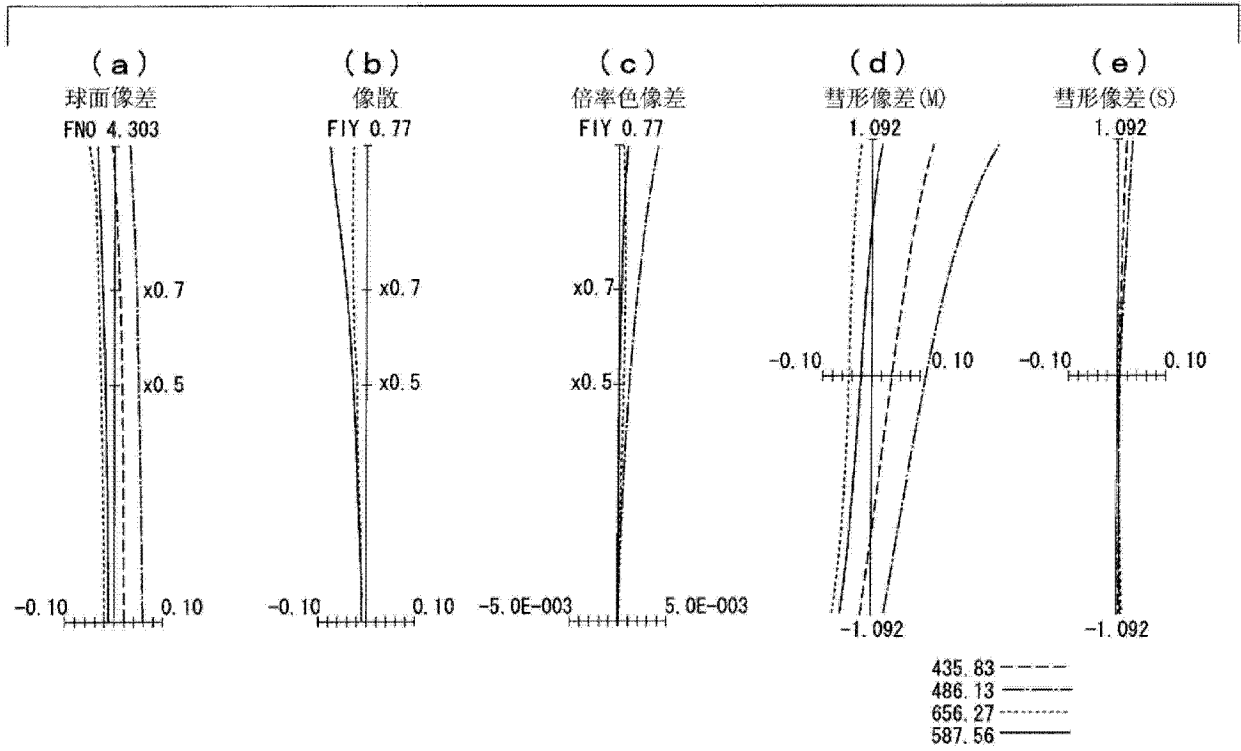 (a)
球面像差
FNO 4.303
x0.7
x0.5
-0.10 0.10
(b)
像散
FIY 0.77
x0.7
x0.5
-0.10 0.10
(c)
倍率色像差
FIY 0.77
x0.7
x0.5
-5.0E-003 5.0E-003
(d)
彗形像差(M)
1.092
-0.10 0.10
-1.092
(e)
彗形像差(S)
1.092
-0.10 0.10
-1.092
435.83
486.13
656.27
587.56